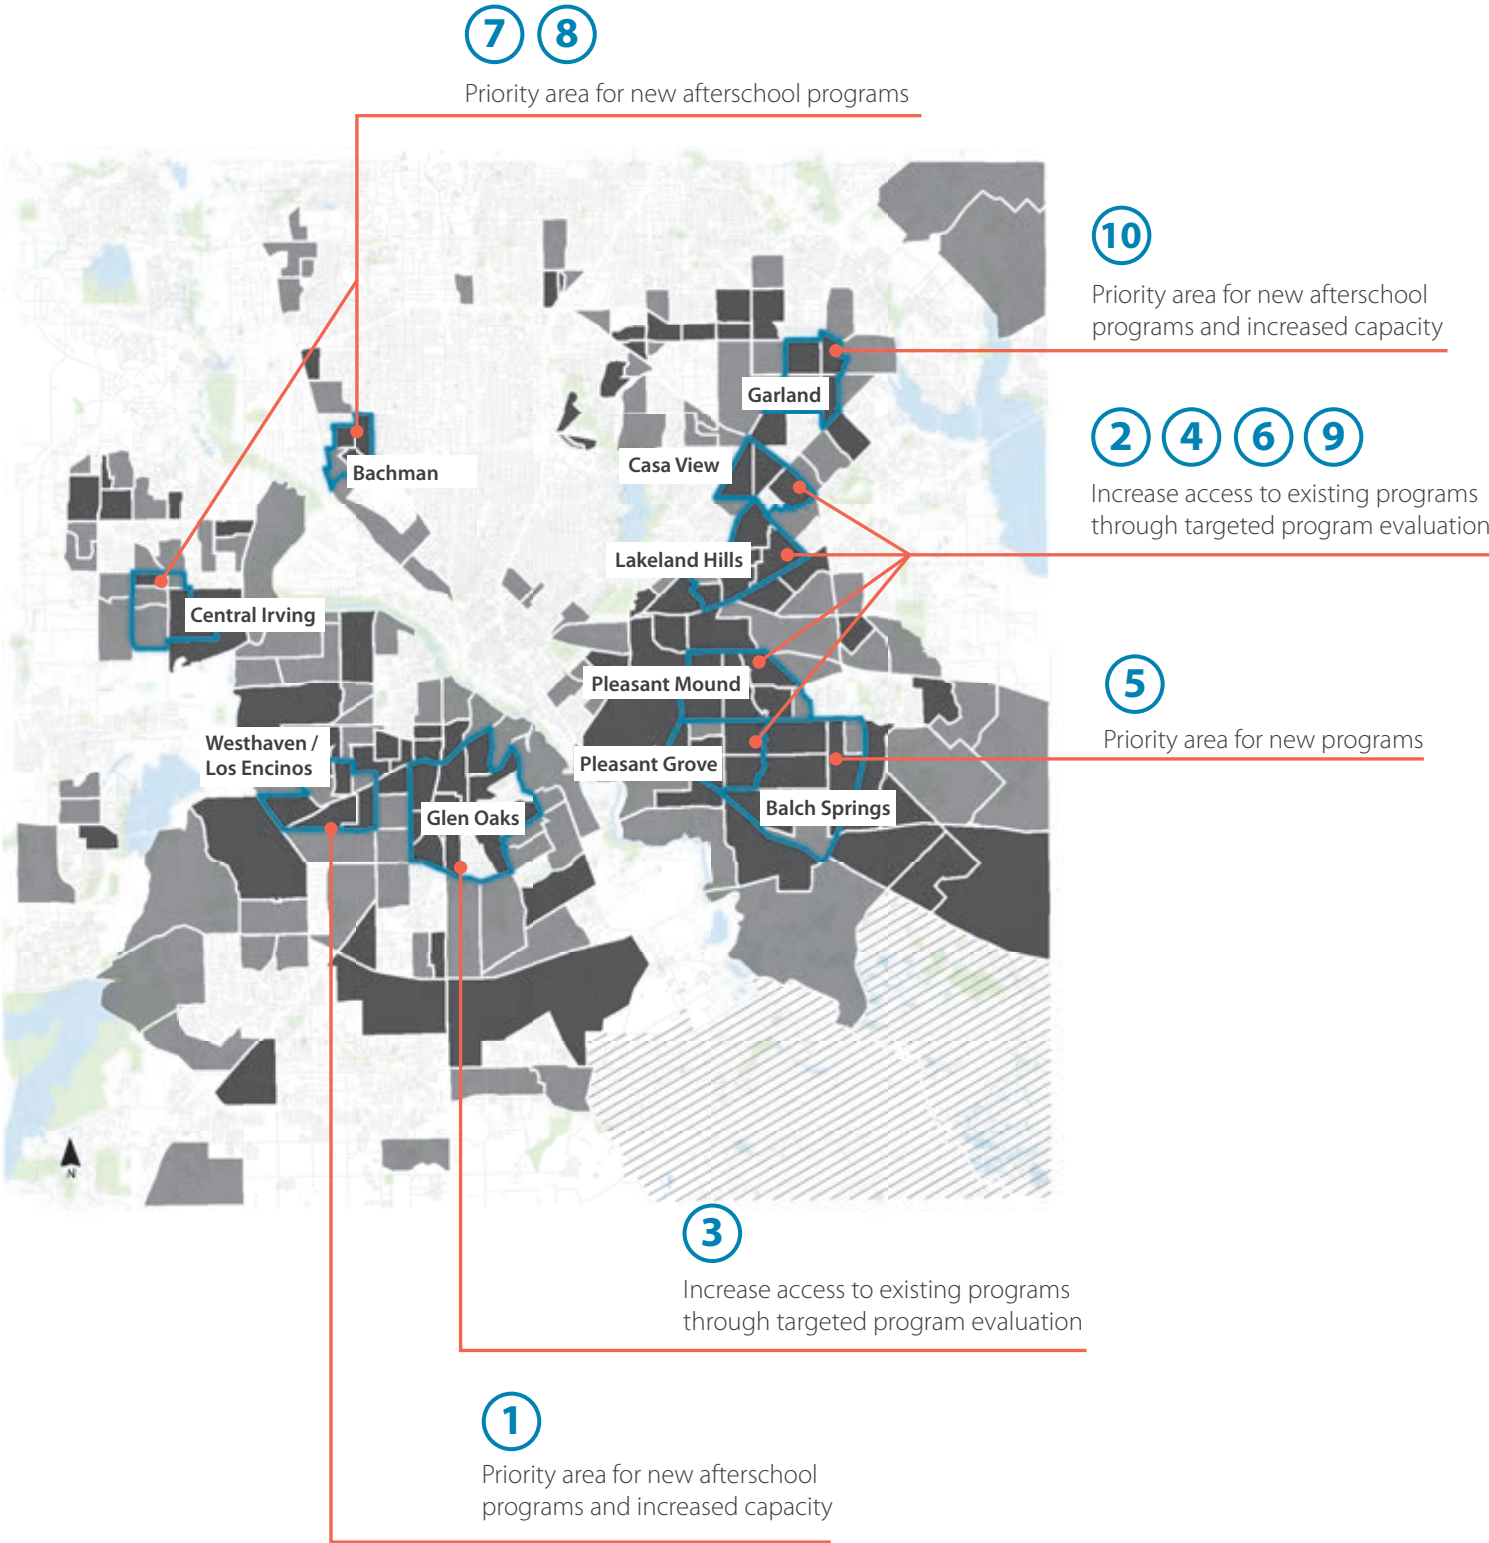 7 8
Priority area for new afterschool programs
10
Priority area for new afterschool
programs and increased capacity
Garland
2 4 6 9
Casa View
Bachman
Increase access to existing programs
through targeted program evaluation
Lakeland Hills
Central Irving
5
Pleasant Mound
Priority area for new programs
Westhaven /
Los Encinos
Pleasant Grove
Balch Springs
Glen Oaks
N
3
Increase access to existing programs
through targeted program evaluation
1
Priority area for new afterschool
programs and increased capacity